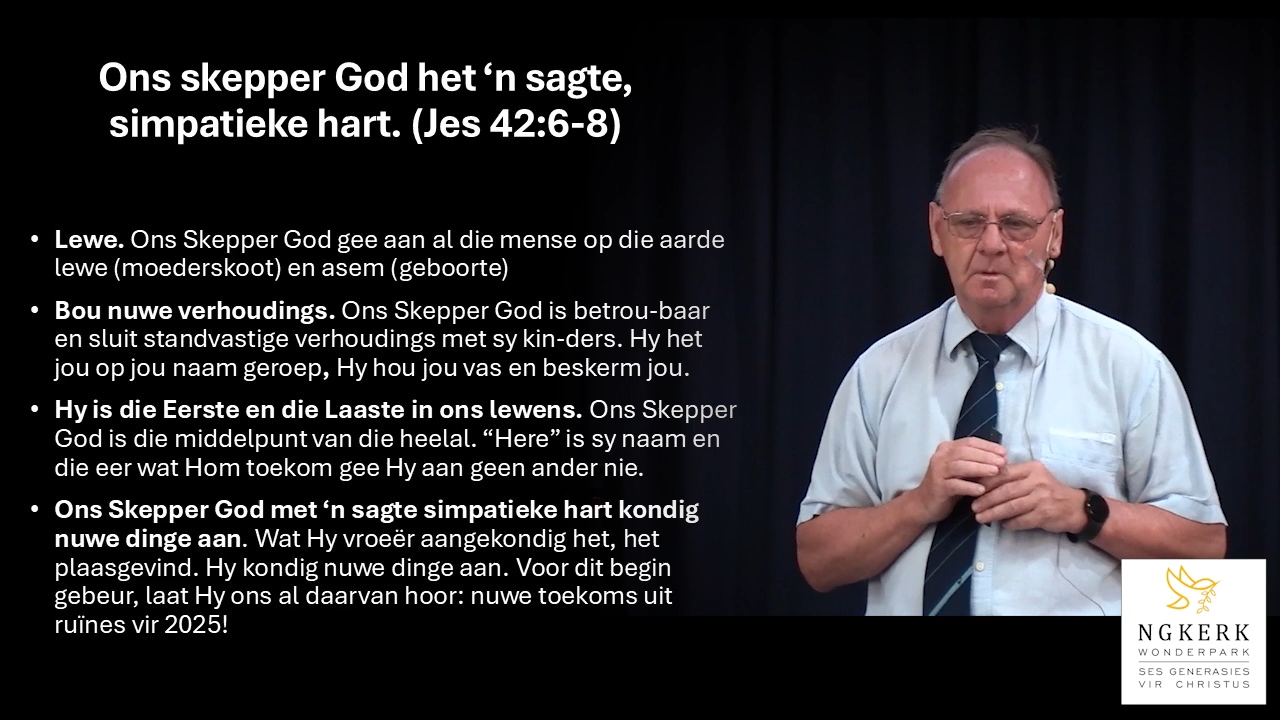 Ons skepper God het ‘n sagte,
simpatieke hart. (Jes 42:6-8)
• Lewe. Ons Skepper God gee aan al die mense op die aarde
lewe (moederskoot) en asem (geboorte)
• Bou nuwe verhoudings. Ons Skepper God is betrou-baar
en sluit standvastige verhoudings met sy kin-ders. Hy het
jou op jou naam geroep, Hy hou jou vas en beskerm jou.
• Hy is die Eerste en die Laaste in ons lewens. Ons Skepper
God is die middelpunt van die heelal. “Here” is sy naam en
die eer wat Hom toekom gee Hy aan geen ander nie.
• Ons Skepper God met ‘n sagte simpatieke hart kondig
nuwe dinge aan. Wat Hy vroeër aangekondig het, het
plaasgevind. Hy kondig nuwe dinge aan. Voor dit begin
gebeur, laat Hy ons al daarvan hoor: nuwe toekoms uit
ruïnes vir 2025!
NGKERK
WONDERPARK
SES GENERASIES
VIR CHRISTUS